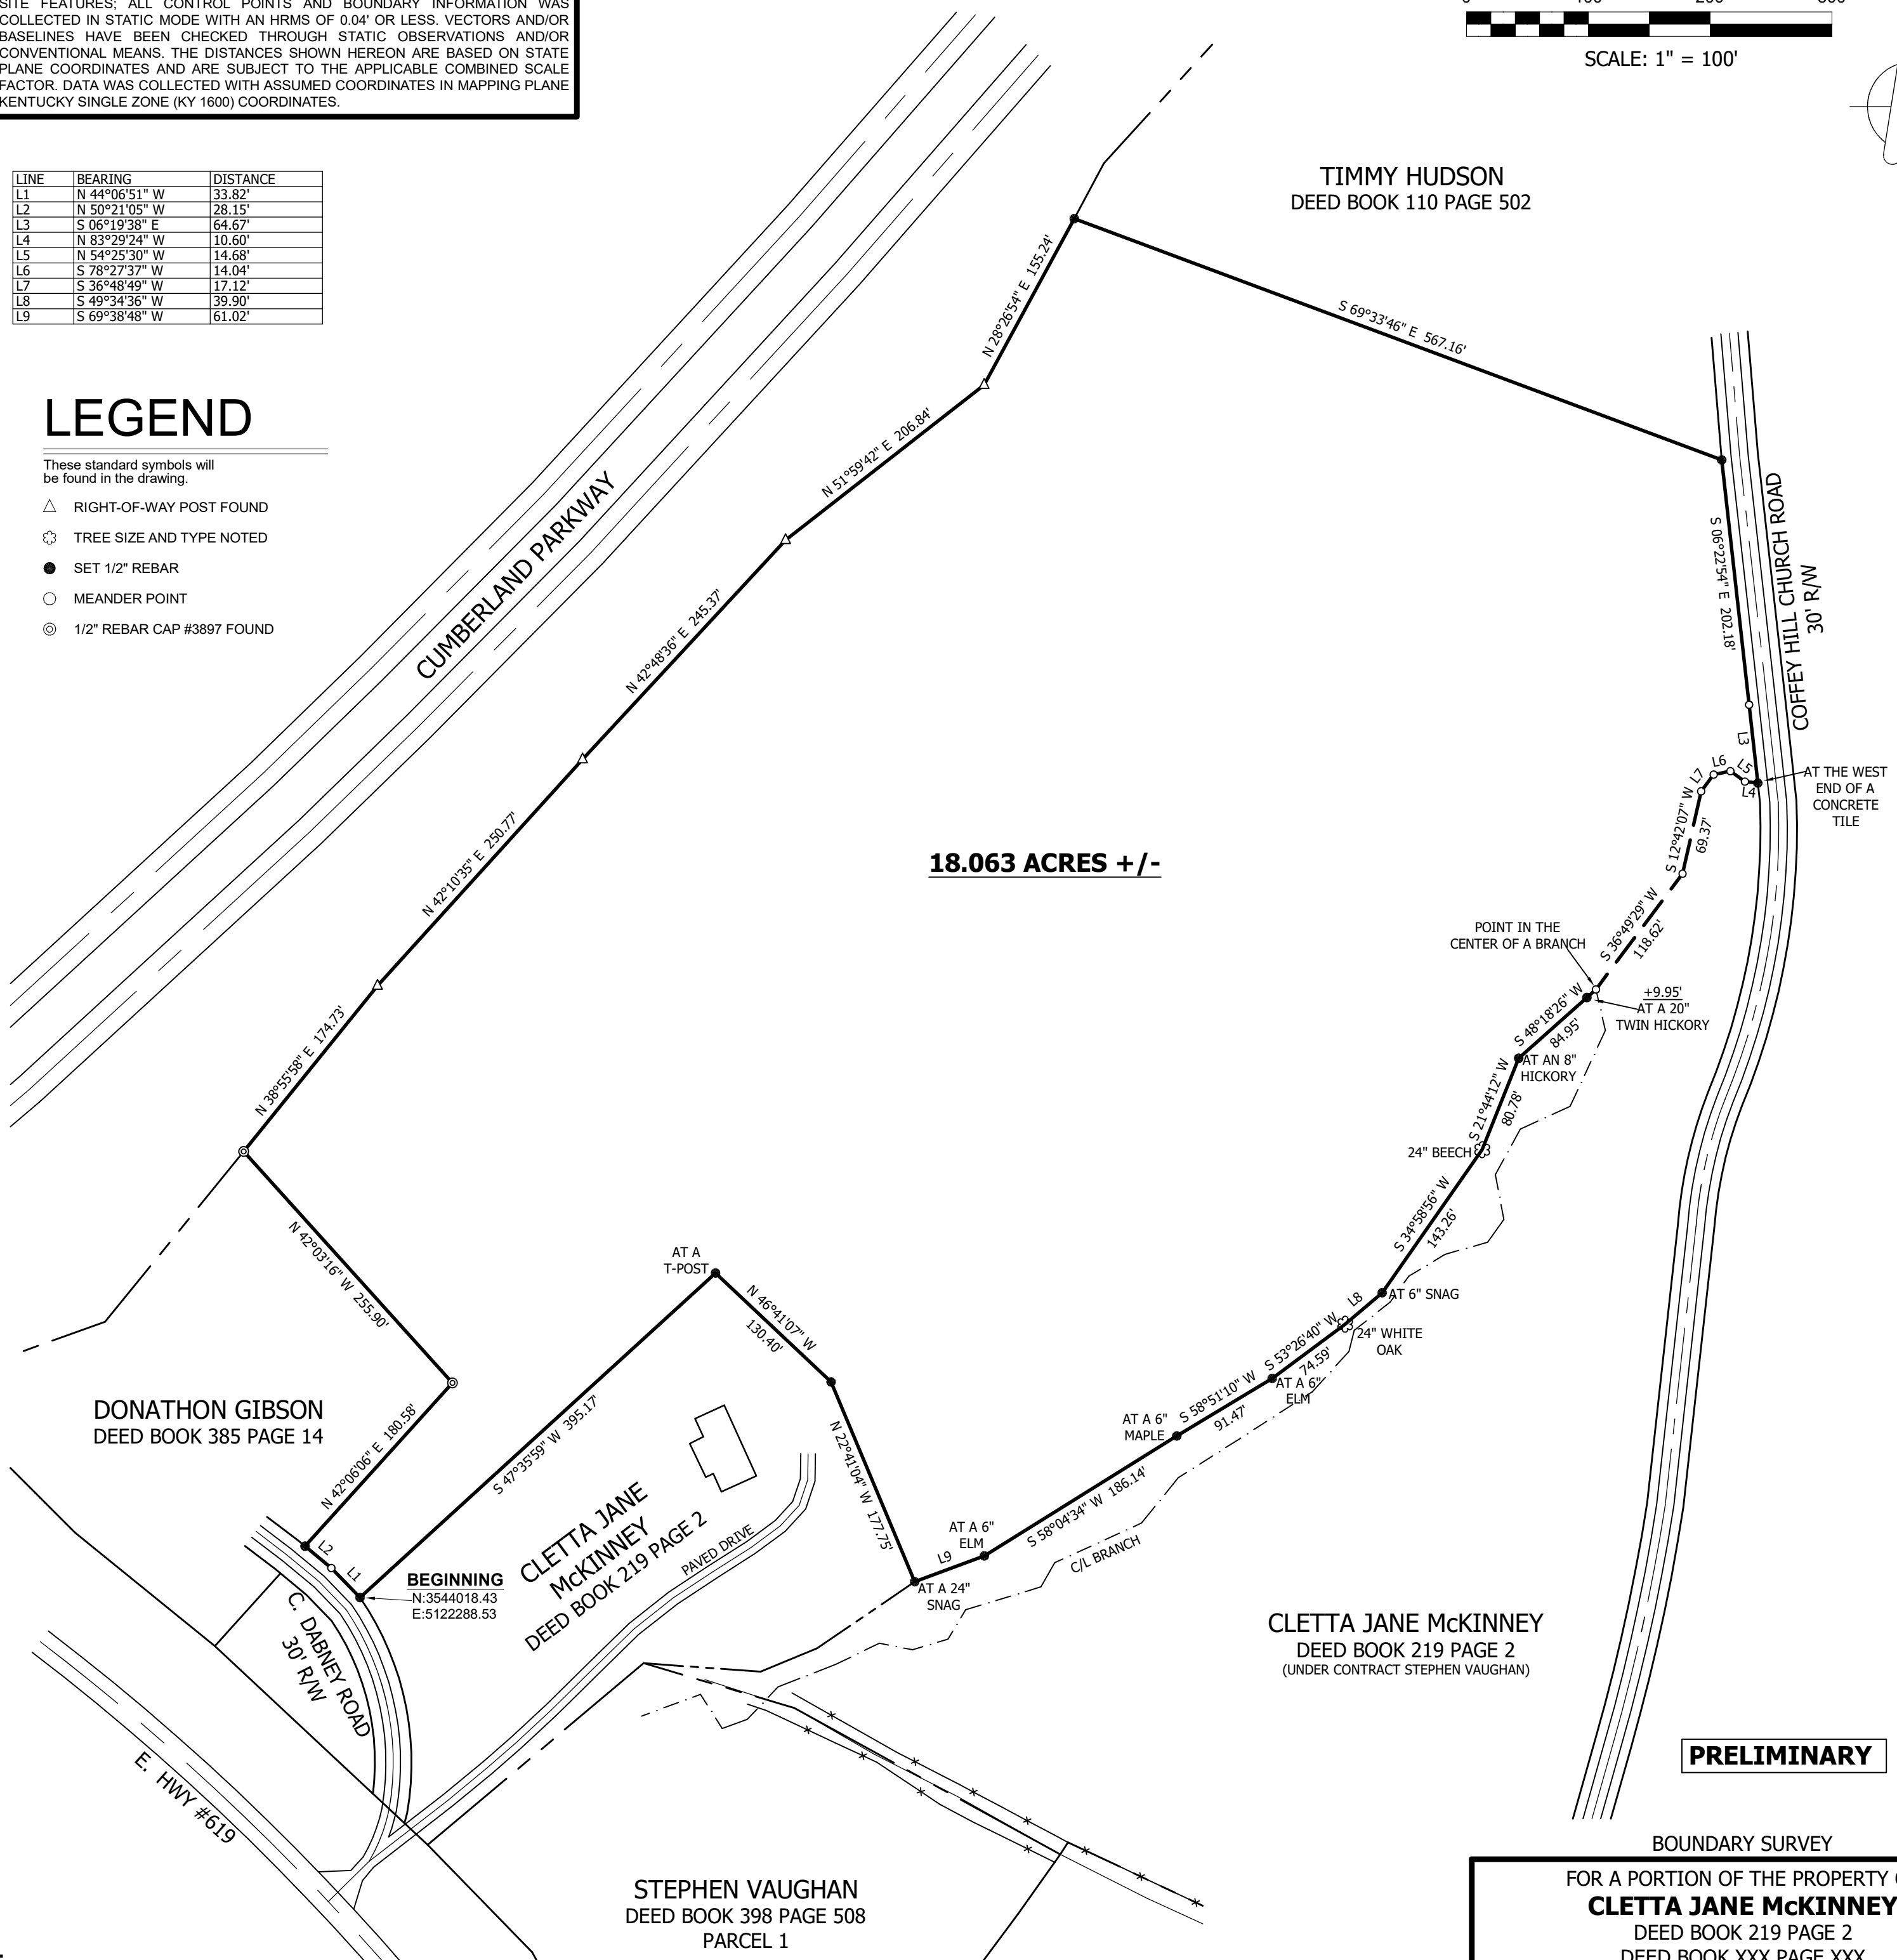 SITE FEATURES; ALL CONTROL POINTS AND BOUNDARY INFORMATION WAS
COLLECTED IN STATIC MODE WITH AN HRMS OF 0.04' OR LESS. VECTORS AND/OR
BASELINES HAVE BEEN CHECKED THROUGH STATIC OBSERVATIONS AND/OR
CONVENTIONAL MEANS. THE DISTANCES SHOWN HEREON ARE BASED ON STATE
PLANE COORDINATES AND ARE SUBJECT TO THE APPLICABLE COMBINED SCALE
FACTOR. DATA WAS COLLECTED WITH ASSUMED COORDINATES IN MAPPING PLANE
KENTUCKY SINGLE ZONE (KY 1600) COORDINATES.
SCALE: 1" = 100'
LINE BEARING DISTANCE
L1 N 44°06'51" W 33.82'
L2 N 50°21'05" W 28.15'
L3 S 06°19'38" E 64.67'
L4 N 83°29'24" W 10.60'
L5 N 54°25'30" W 14.68'
L6 S 78°27'37" W 14.04'
L7 S 36°48'49" W 17.12'
L8 S 49°34'36" W 39.90'
L9 S 69°38'48" W 61.02'
LEGEND
These standard symbols will
be found in the drawing.
RIGHT-OF-WAY POST FOUND
TREE SIZE AND TYPE NOTED
SET 1/2" REBAR
MEANDER POINT
1/2" REBAR CAP #3897 FOUND
TIMMY HUDSON
DEED BOOK 110 PAGE 502
CUMBERLAND PARKWAY
N 28°26'54" E 155.24'
S 69°33'46" E 567.16'
N 51°59'42" E 206.84'
N 42°48'36" E 245.37'
N 42°10'35" E 250.77'
N 38°55'58" E 174.73'
S 06°22'54" E 202.18'
COFFEY HILL CHURCH ROAD
30' R/W
L3
L4
L5
L6
L7
AT THE WEST
END OF A
CONCRETE
TILE
S 12°42'07" W
69.37'
18.063 ACRES +/-
S 36°49'29" W
118.62'
POINT IN THE
CENTER OF A BRANCH
+9.95'
AT A 20"
TWIN HICKORY
S 48°18'26" W
84.95'
AT AN 8"
HICKORY
S 21°44'12" W
80.78'
24" BEECH
S 34°58'56" W
143.26'
AT 6" SNAG
L8
24" WHITE
OAK
S 53°26'40" W
74.59'
AT A 6"
ELM
S 58°51'10" W
91.47'
AT A 6"
MAPLE
S 58°04'34" W 186.14'
C/L BRANCH
AT A 6"
ELM
L9
AT A 24"
SNAG
N 22°41'04" W 177.75'
N 46°41'07" W
130.40'
AT A
T-POST
S 47°35'59" W 395.17'
N 42°03'16" W 255.90'
N 42°06'06" E 180.58'
L2
L1
DONATHON GIBSON
DEED BOOK 385 PAGE 14
BEGINNING
N:3544018.43
E:5122288.53
CLETTA JANE
McKINNEY
DEED BOOK 219 PAGE 2
PAVED DRIVE
C. DABNEY ROAD
30' R/W
E. HWY #619
CLETTA JANE McKINNEY
DEED BOOK 219 PAGE 2
(UNDER CONTRACT STEPHEN VAUGHAN)
STEPHEN VAUGHAN
DEED BOOK 398 PAGE 508
PARCEL 1
PRELIMINARY
BOUNDARY SURVEY
FOR A PORTION OF THE PROPERTY
CLETTA JANE McKINNEY
DEED BOOK 219 PAGE 2
DEED BOOK XXX PAGE XXX